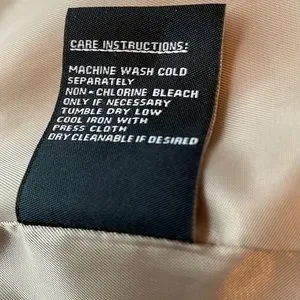 CARE INSTRUCTIONS:
MACHINE WASH COLD
SEPARATELY
NON-CHLORINE BLEACH
ONLY IF NECESSARY
TUMBLE DRY LOW
COOL IRON WITH
PRESS CLOTH
DRY CLEANABLE IF DESIRED